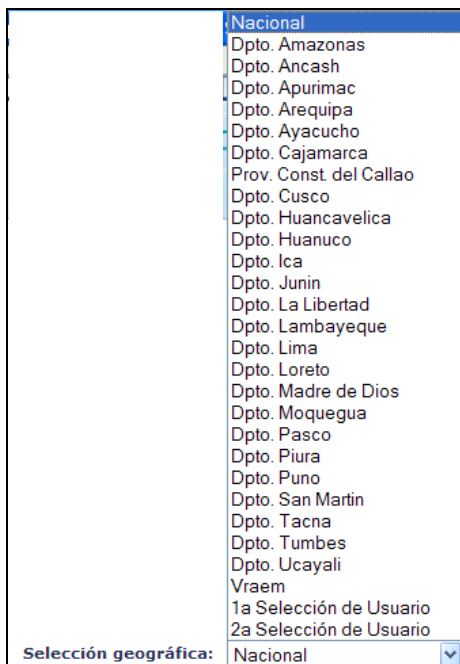 Nacional
Dpto. Amazonas
Dpto. Ancash
Dpto. Apurimac
Dpto. Arequipa
Dpto. Ayacucho
Dpto. Cajamarca
Prov. Const. del Callao
Dpto. Cusco
Dpto. Huancavelica
Dpto. Huanuco
Dpto. Ica
Dpto. Junin
Dpto. La Libertad
Dpto. Lambayeque
Dpto. Lima
Dpto. Loreto
Dpto. Madre de Dios
Dpto. Moquegua
Dpto. Pasco
Dpto. Piura
Dpto. Puno
Dpto. San Martin
Dpto. Tacna
Dpto. Tumbes
Dpto. Ucayali
Vraem
1a Selección de Usuario
2a Selección de Usuario
Selección geográfica: Nacional